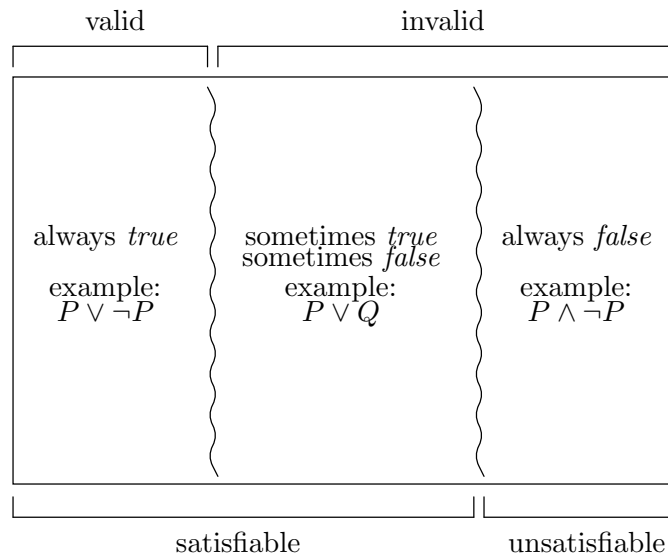 valid
invalid
always true
example:
P ∨ ¬P
sometimes true
sometimes false
example:
P ∨ Q
always false
example:
P ∧ ¬P
satisfiable
unsatisfiable